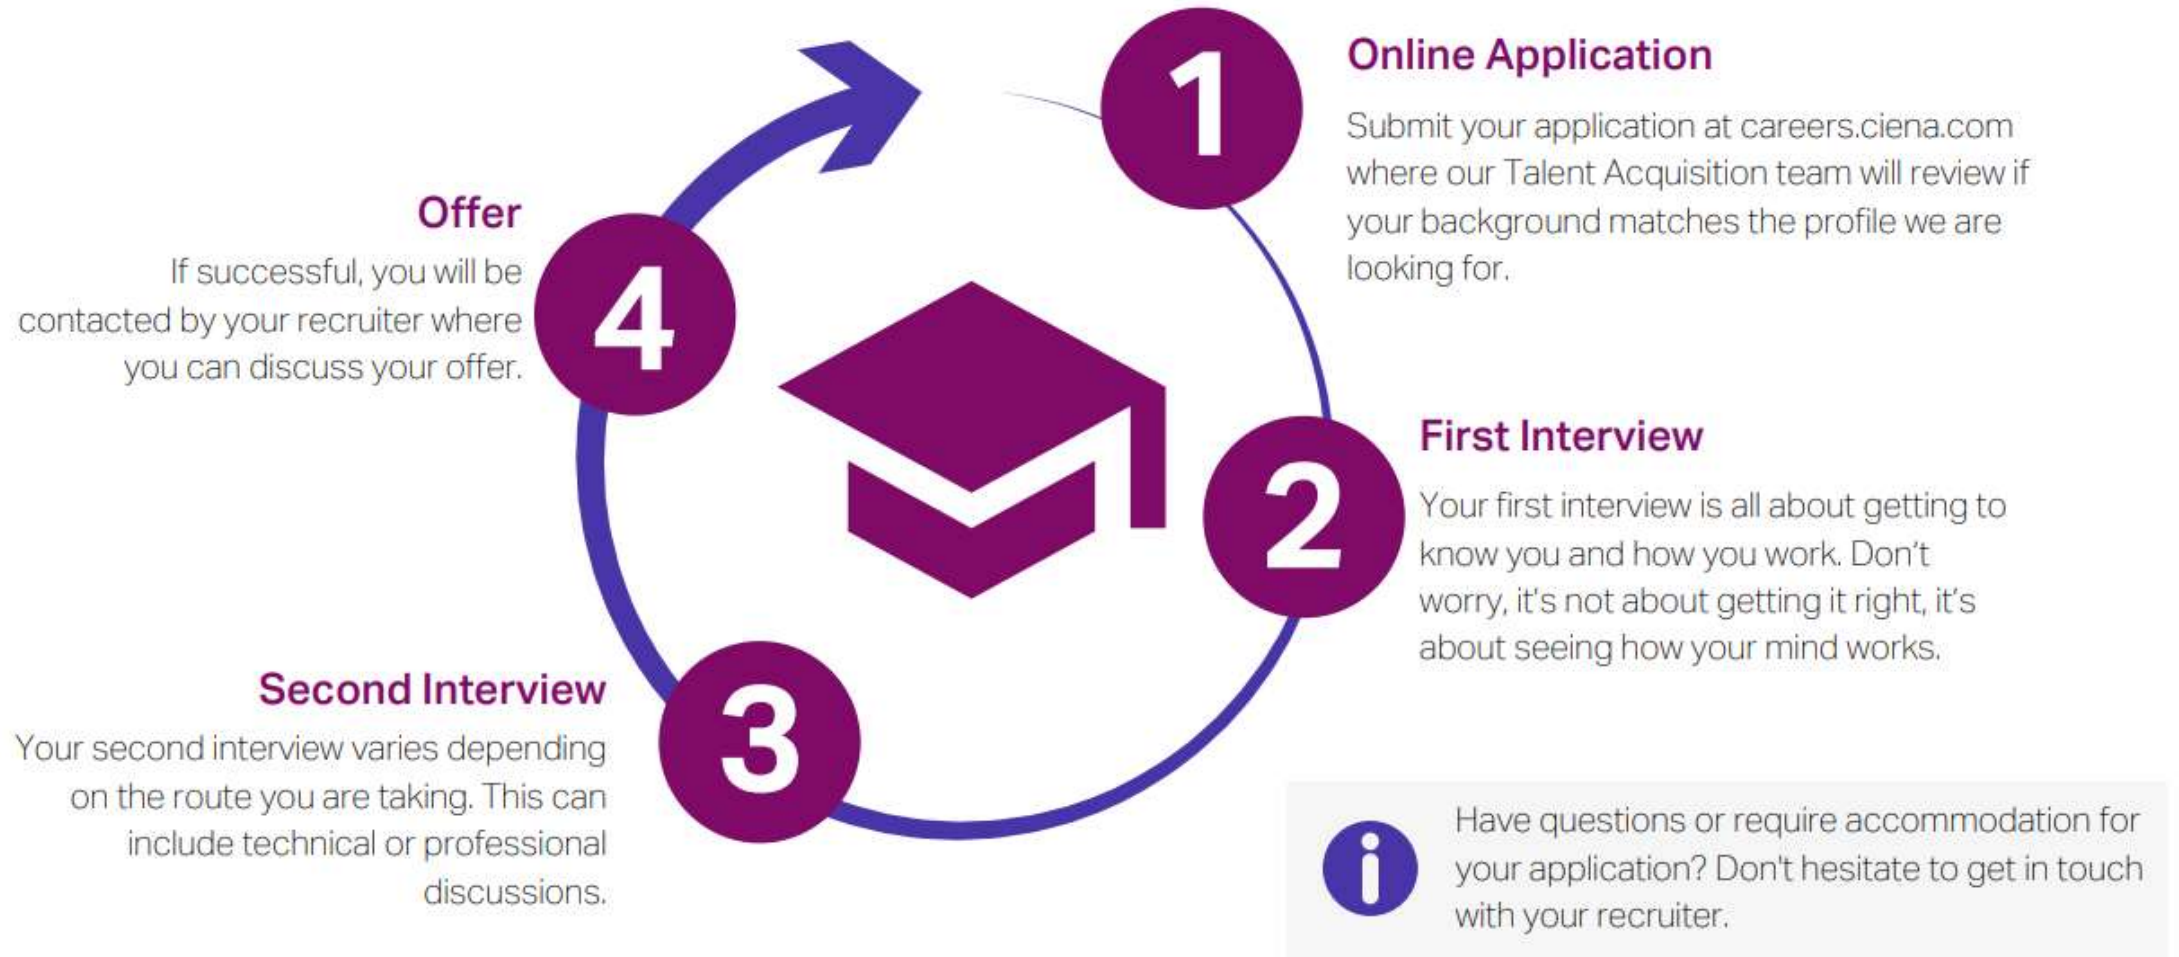 1
Online Application
Submit your application at careers.ciena.com
where our Talent Acquisition team will review if
your background matches the profile we are
looking for.
2
First Interview
Your first interview is all about getting to
know you and how you work. Don't
worry, it's not about getting it right, it's
about seeing how your mind works.
3
Second Interview
Your second interview varies depending
on the route you are taking. This can
include technical or professional
discussions.
4
Offer
If successful, you will be
contacted by your recruiter where
you can discuss your offer.
i
Have questions or require accommodation for
your application? Don't hesitate to get in touch
with your recruiter.